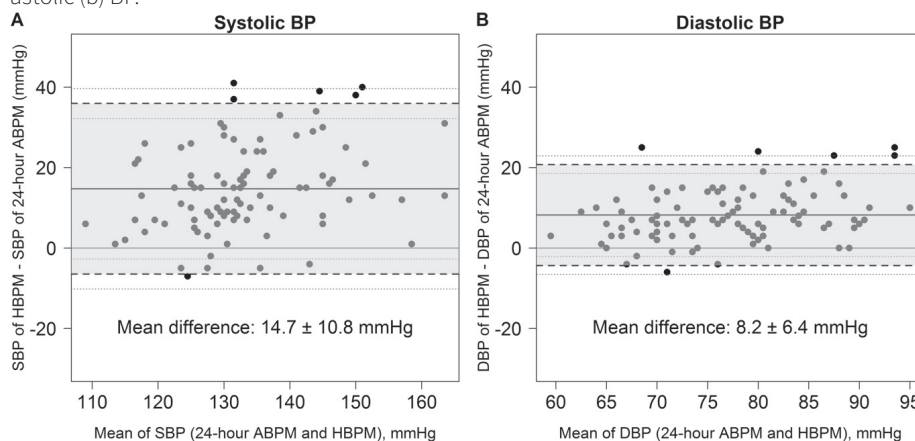 astolic (b) BP.
A
Systolic BP
SBP of HBPM - SBP of 24-hour ABPM (mmHg)
40
20
0
-20
Mean difference: 14.7 ± 10.8 mmHg
110 120 130 140 150 160
Mean of SBP (24-hour ABPM and HBPM), mmHg
B
Diastolic BP
DBP of HBPM - DBP of 24-hour ABPM (mmHg)
40
20
0
-20
Mean difference: 8.2 ± 6.4 mmHg
60 65 70 75 80 85 90 95
Mean of DBP (24-hour ABPM and HBPM), mmHg